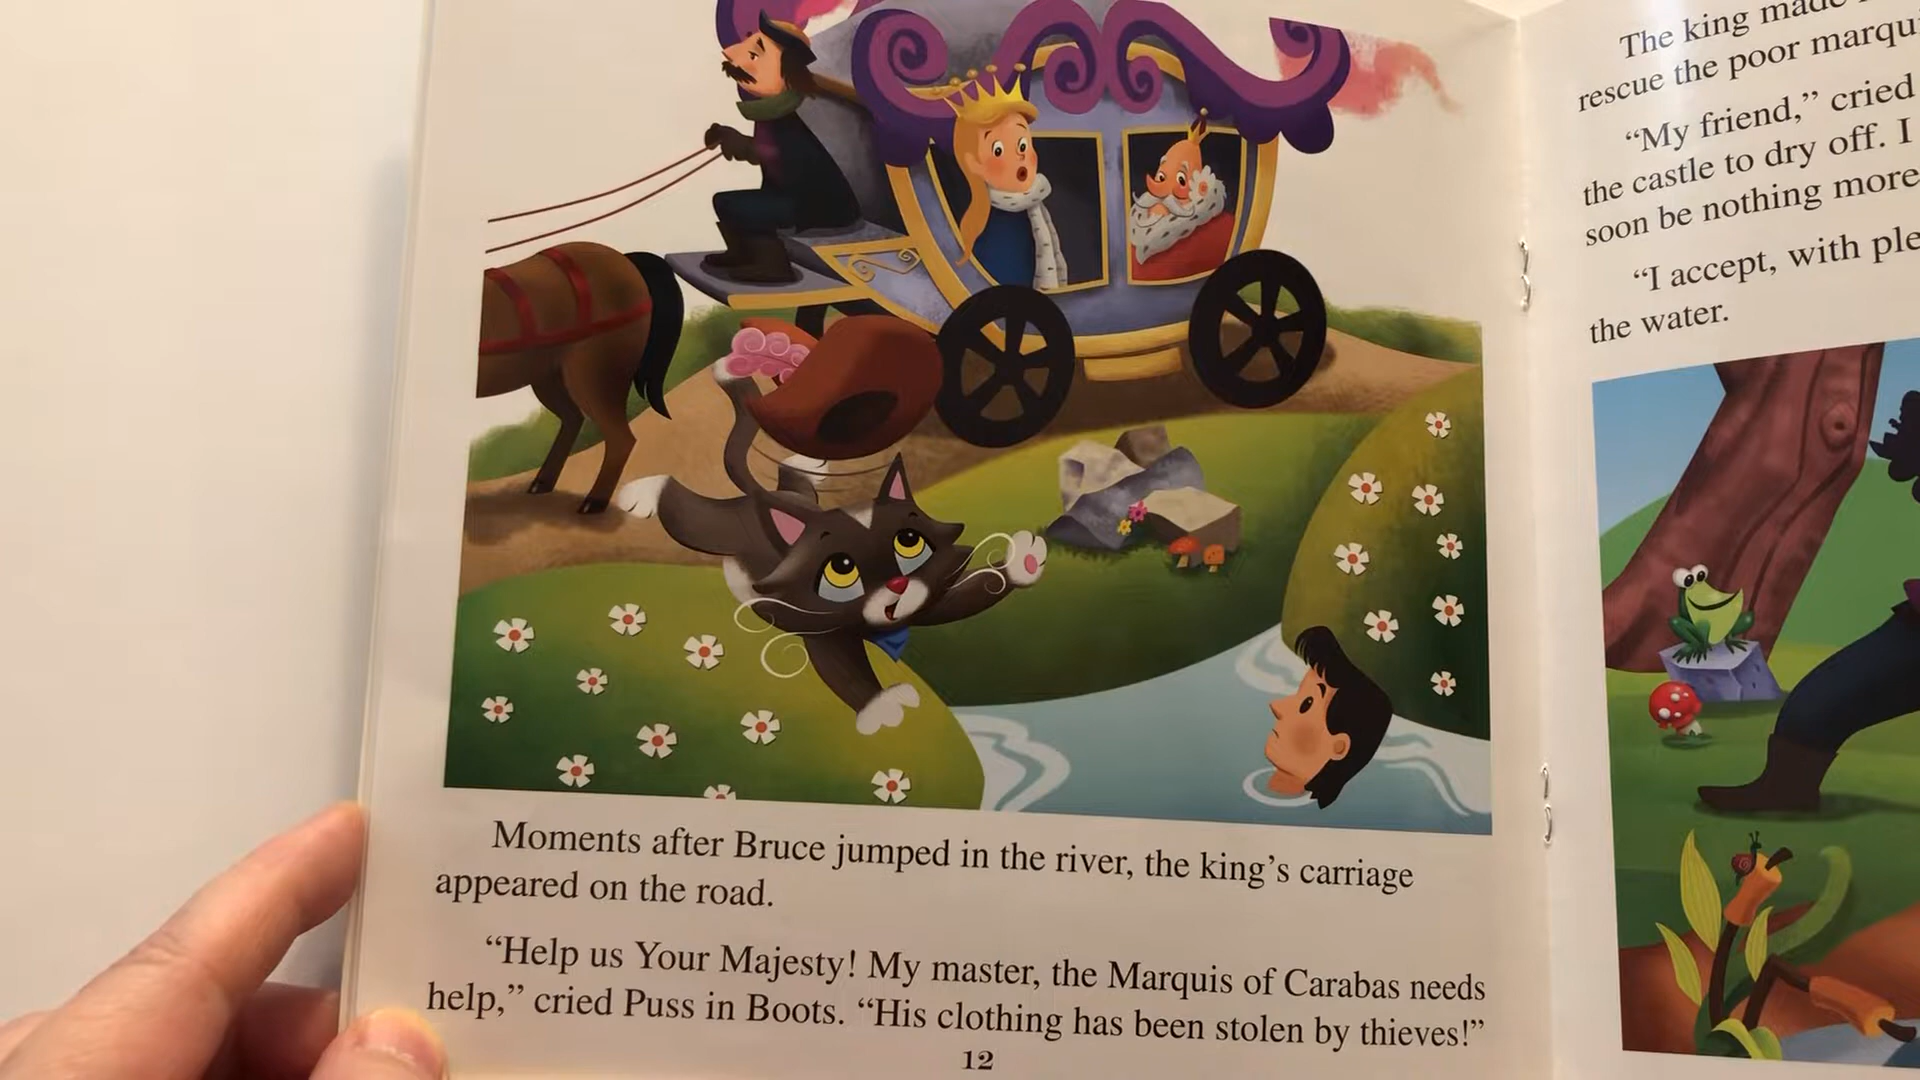 Moments after Bruce jumped in the river, the king’s carriage
appeared on the road.
“Help us Your Majesty! My master, the Marquis of Carabas needs
help,” cried Puss in Boots. “His clothing has been stolen by thieves!”
12
The king made
rescue the poor
“My friend,” cried
the castle to dry off. I
soon be nothing more
“I accept, with
the water.